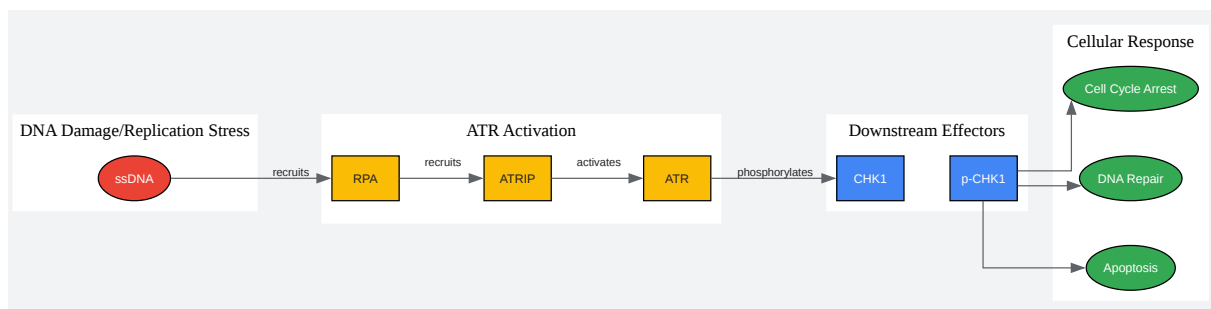 Cellular Response
Cell Cycle Arrest
DNA Damage/Replication Stress
ATR Activation
Downstream Effectors
ssDNA
recruits
RPA
recruits
ATRIP
activates
ATR
phosphorylates
CHK1
p-CHK1
DNA Repair
Apoptosis